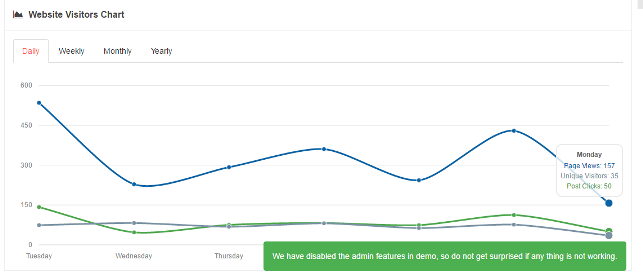 Website Visitors Chart
Daily Weekly Monthly Yearly
600
450
300
150
0
Tuesday Wednesday Thursday
Monday
Page Views: 157
Unique Visitors: 35
Post Clicks: 50
We have disabled the admin features in demo, so do not get surprised if any thing is not working.